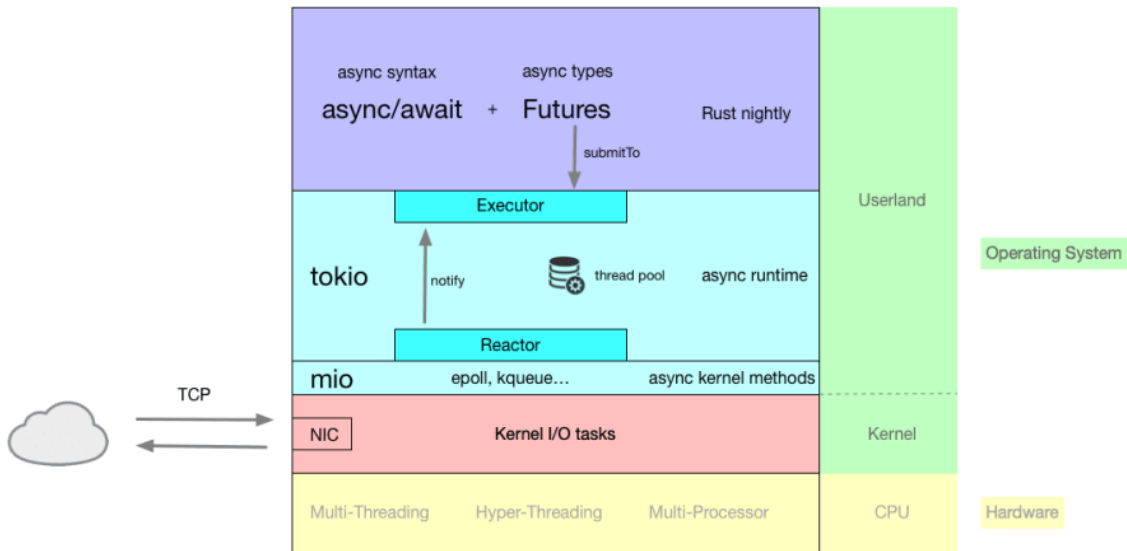 async syntax
async types
async/await + Futures
Rust nightly
submitTo
Executor
Userland
Operating System
tokio
notify
thread pool
async runtime
Reactor
mio
epoll, kqueue...
async kernel methods
TCP
NIC
Kernel I/O tasks
Kernel
Multi-Threading
Hyper-Threading
Multi-Processor
CPU
Hardware